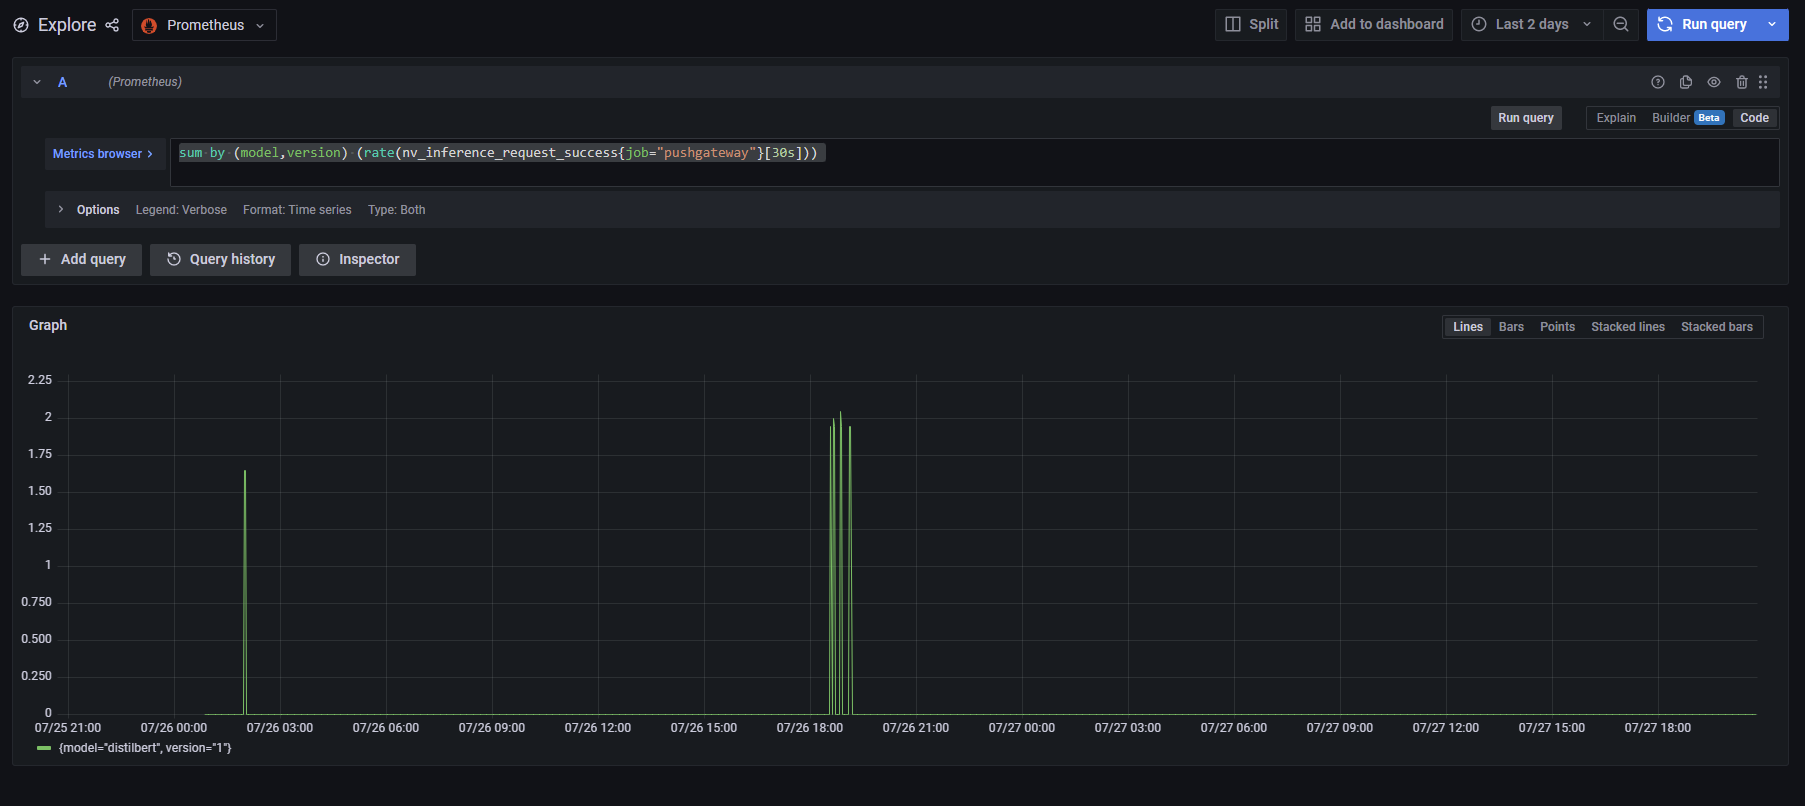 Explore Prometheus Split Add to dashboard Last 2 days Run query
A (Prometheus)
Run query Explain Builder Beta Code
Metrics browser > sum by (model,version) (rate(nv_inference_request_success{job="pushgateway"}[30s]))
> Options Legend: Verbose Format: Time series Type: Both
+ Add query Query history Inspector
Graph Lines Bars Points Stacked lines Stacked bars
2.25
2
1.75
1.50
1.25
1
0.750
0.500
0.250
0
07/25 21:00 07/26 00:00 07/26 03:00 07/26 06:00 07/26 09:00 07/26 12:00 07/26 15:00 07/26 18:00 07/26 21:00 07/27 00:00 07/27 03:00 07/27 06:00 07/27 09:00 07/27 12:00 07/27 15:00 07/27 18:00
{model="distilbert", version="1"}